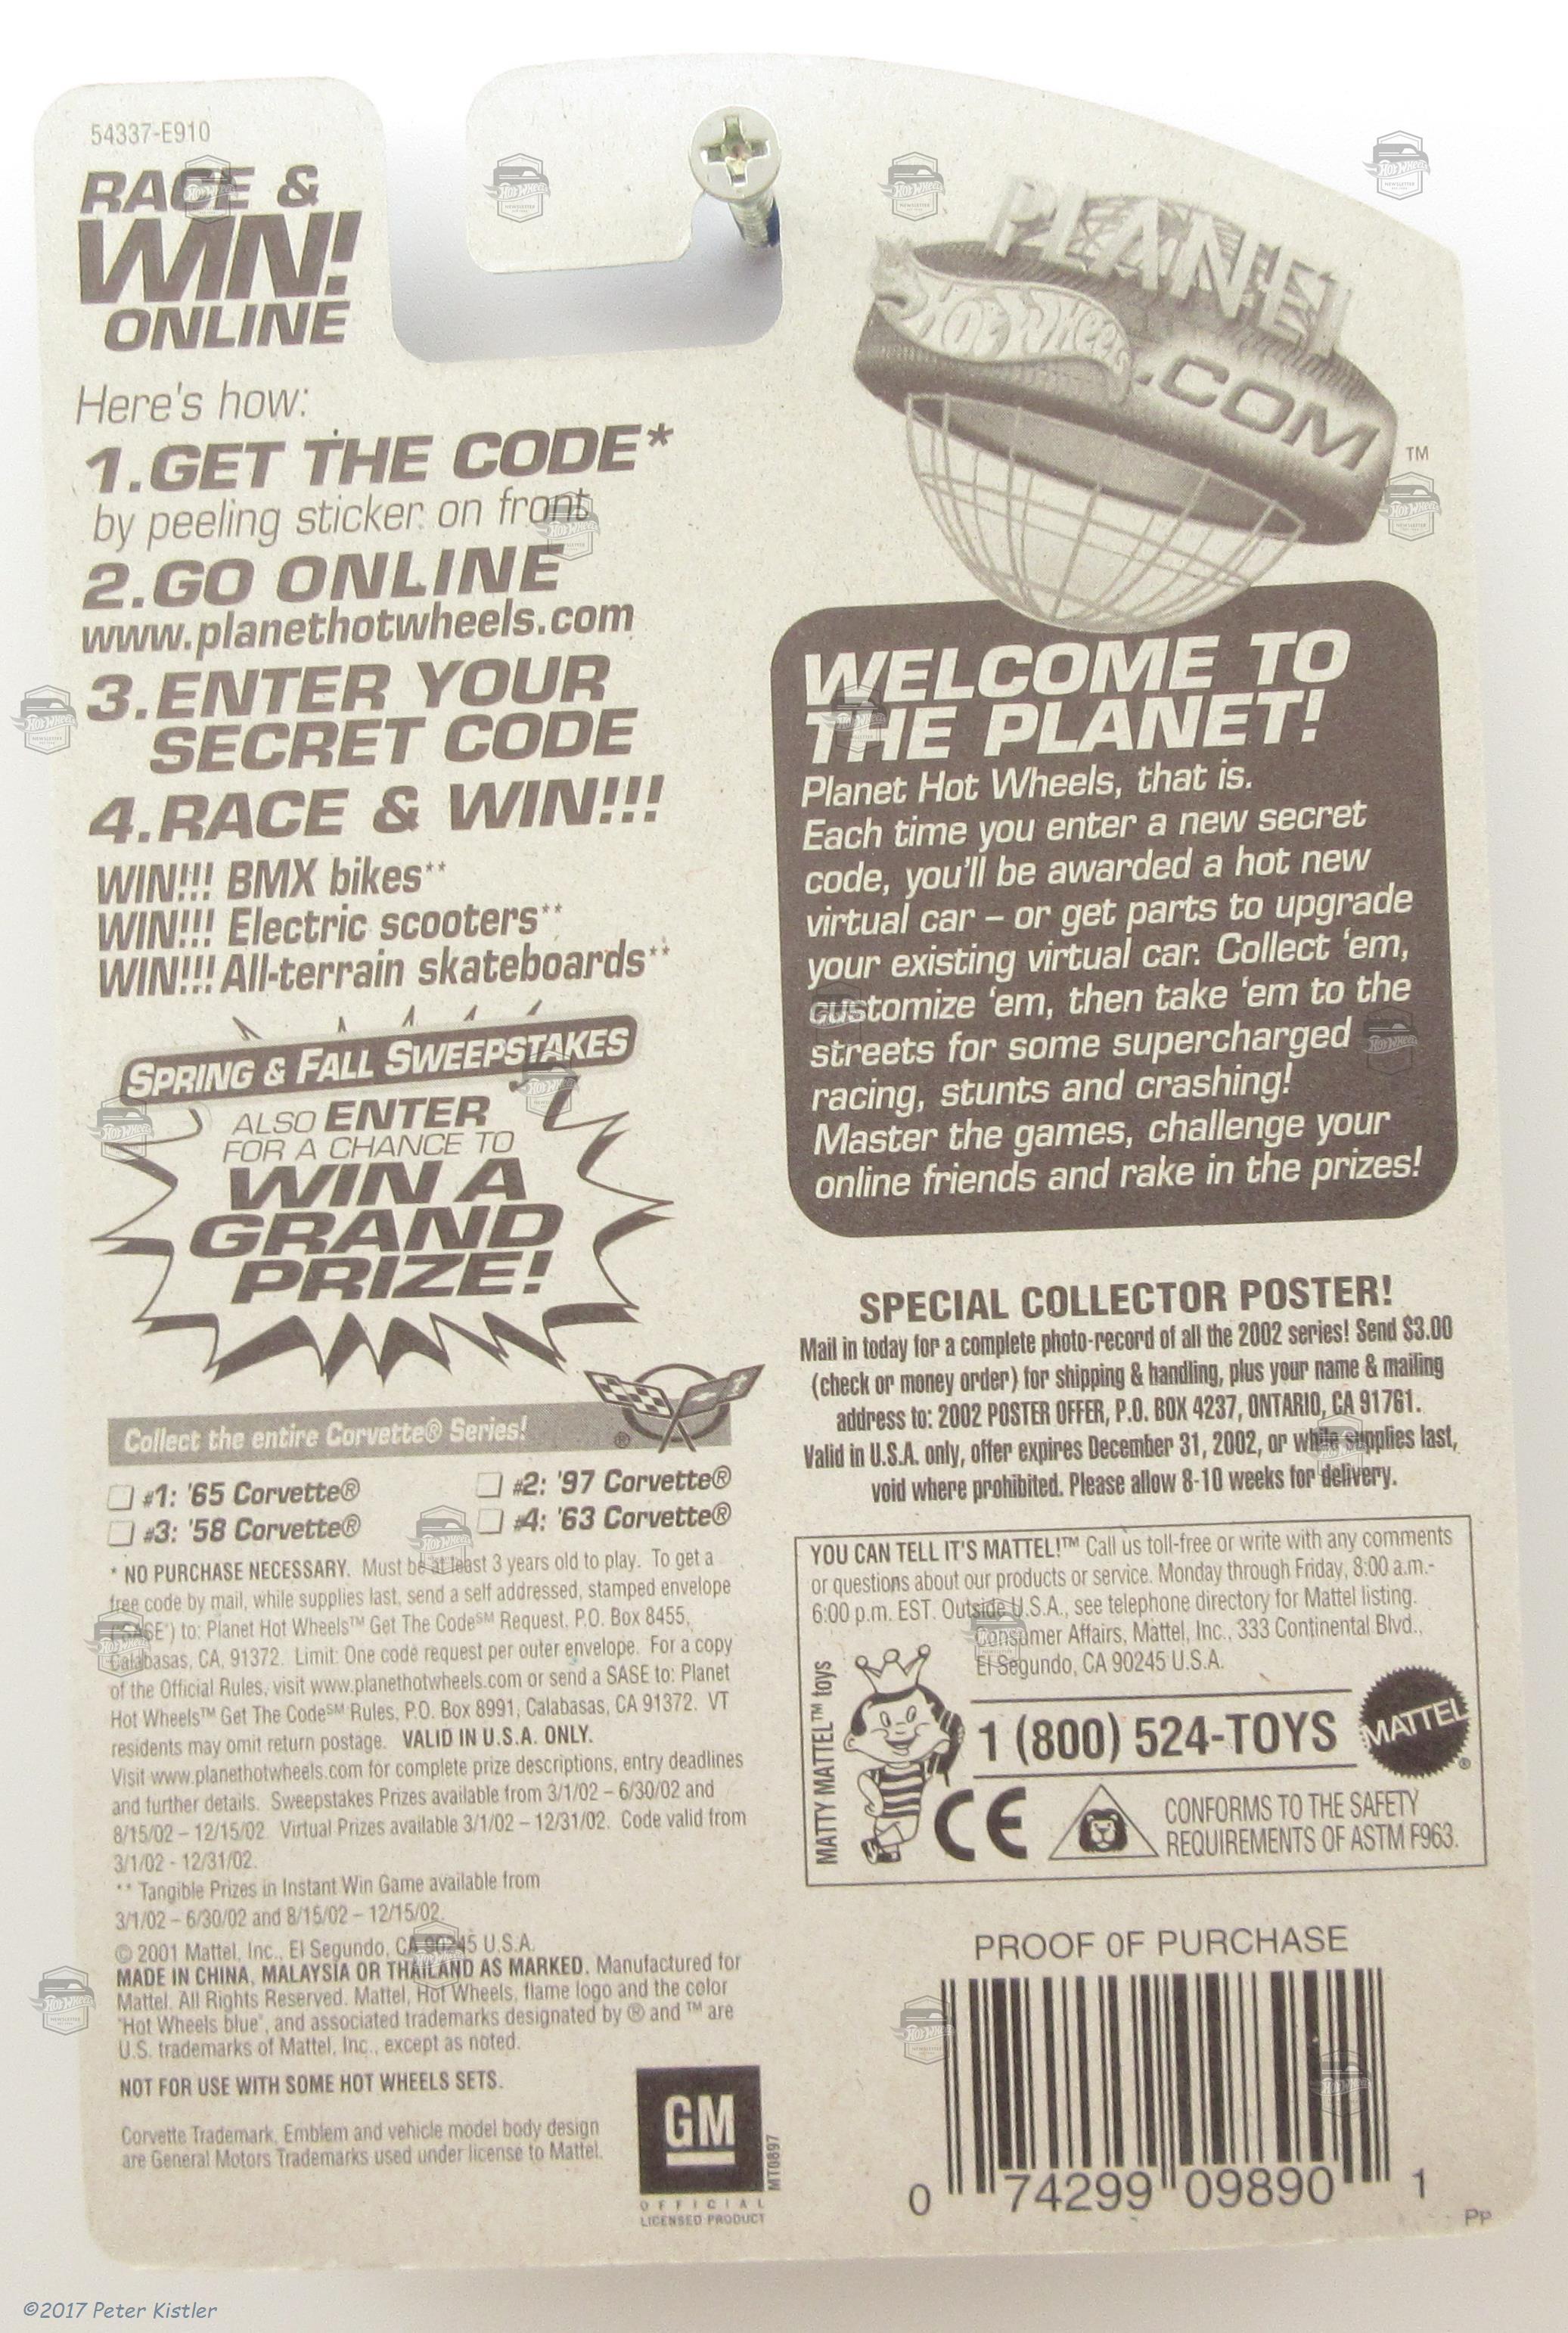 54337-E910
RACE &
WIN!
ONLINE
Here's how:
1.GET THE CODE*
by peeling sticker on front
2.GO ONLINE
www.planethotwheels.com
3.ENTER YOUR
SECRET CODE
4.RACE & WIN!!!
WIN!!! BMX bikes**
WIN!!! Electric scooters**
WIN!!! All-terrain skateboards**
SPRING & FALL SWEEPSTAKES
ALSO ENTER
FOR A CHANCE TO
WIN A
GRAND
PRIZE!
Collect the entire Corvette® Series!
®
#1: '65 Corvette®
#2: '97 Corvette®
#3: '58 Corvette®
#4: '63 Corvette®
* NO PURCHASE NECESSARY. Must be at least 3 years old to play. To get a
free code by mail, while supplies last, send a self addressed, stamped envelope
("SASE") to: Planet Hot Wheels™ Get The Code℠ Request, P.O. Box 8455,
Calabasas, CA, 91372. Limit: One code request per outer envelope. For a copy
of the Official Rules, visit www.planethotwheels.com or send a SASE to: Planet
Hot Wheels™ Get The Code℠ Rules, P.O. Box 8991, Calabasas, CA 91372. VT
residents may omit return postage. VALID IN U.S.A. ONLY.
Visit www.planethotwheels.com for complete prize descriptions, entry deadlines
and further details. Sweepstakes Prizes available from 3/1/02 – 6/30/02 and
8/15/02 – 12/15/02. Virtual Prizes available 3/1/02 – 12/31/02. Code valid from
3/1/02 - 12/31/02.
** Tangible Prizes in Instant Win Game available from
3/1/02 – 6/30/02 and 8/15/02 – 12/15/02.
© 2001 Mattel, Inc., El Segundo, CA 90245 U.S.A.
MADE IN CHINA, MALAYSIA OR THAILAND AS MARKED. Manufactured for
Mattel. All Rights Reserved. Mattel, Hot Wheels, flame logo and the color
"Hot Wheels blue", and associated trademarks designated by ® and ™ are
U.S. trademarks of Mattel, Inc., except as noted.
NOT FOR USE WITH SOME HOT WHEELS SETS.
Corvette Trademark, Emblem and vehicle model body design
are General Motors Trademarks used under license to Mattel.
GM
OFFICIAL
LICENSED PRODUCT
MT0897
PLANET
HOT WHEELS
.COM
™
WELCOME TO
THE PLANET!
Planet Hot Wheels, that is.
Each time you enter a new secret
code, you'll be awarded a hot new
virtual car – or get parts to upgrade
your existing virtual car. Collect 'em,
customize 'em, then take 'em to the
streets for some supercharged
racing, stunts and crashing!
Master the games, challenge your
online friends and rake in the prizes!
SPECIAL COLLECTOR POSTER!
Mail in today for a complete photo-record of all the 2002 series! Send $3.00
(check or money order) for shipping & handling, plus your name & mailing
address to: 2002 POSTER OFFER, P.O. BOX 4237, ONTARIO, CA 91761.
Valid in U.S.A. only, offer expires December 31, 2002, or while supplies last,
void where prohibited. Please allow 8-10 weeks for delivery.
YOU CAN TELL IT'S MATTEL!™ Call us toll-free or write with any comments
or questions about our products or service. Monday through Friday, 8:00 a.m.-
6:00 p.m. EST. Outside U.S.A., see telephone directory for Mattel listing.
Consumer Affairs, Mattel, Inc., 333 Continental Blvd.,
El Segundo, CA 90245 U.S.A.
MATTY MATTEL™ toys
1 (800) 524-TOYS
MATTEL
®
CE
CONFORMS TO THE SAFETY
REQUIREMENTS OF ASTM F963.
PROOF OF PURCHASE
0 74299 09890 1
PP
©2017 Peter Kistler